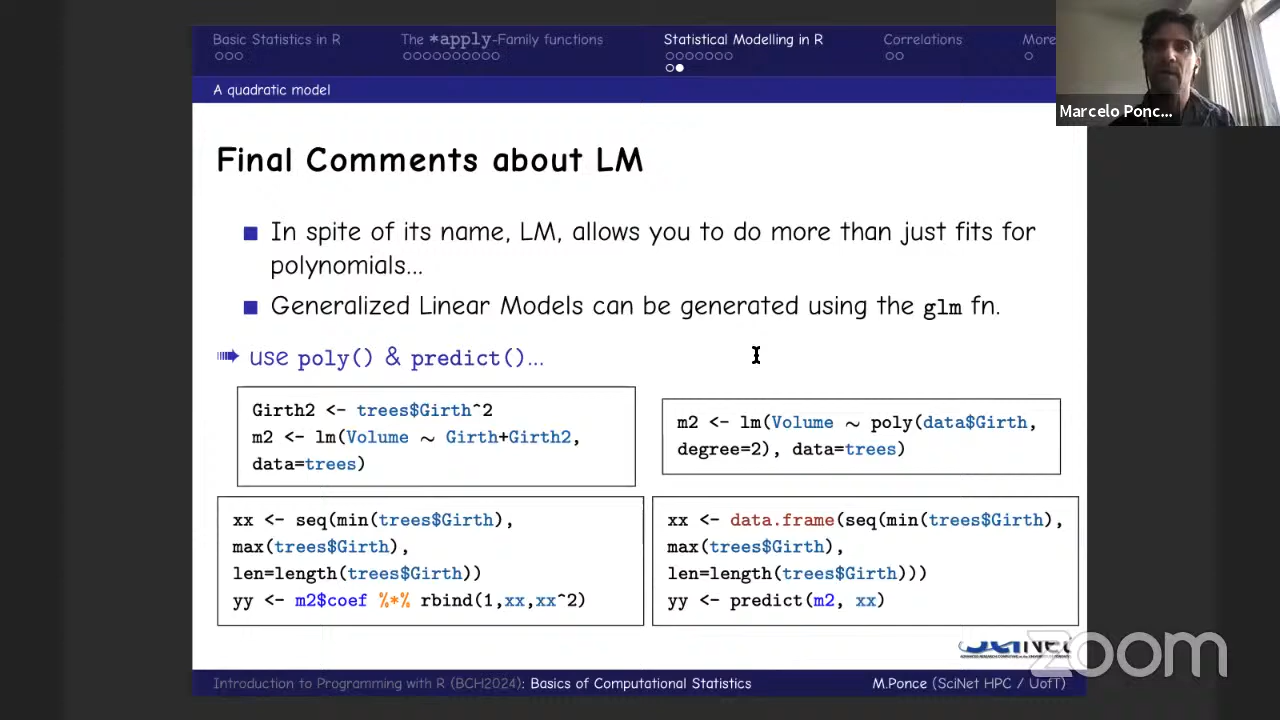 Basic Statistics in R
The *apply-Family functions
Statistical Modelling in R
Correlations
More
A quadratic model
Marcelo Ponc...
Final Comments about LM
In spite of its name, LM, allows you to do more than just fits for
polynomials...
Generalized Linear Models can be generated using the glm fn.
use poly() & predict()...
Girth2 <- trees$Girth^2
m2 <- lm(Volume ~ Girth+Girth2,
data=trees)
m2 <- lm(Volume ~ poly(data$Girth,
degree=2), data=trees)
xx <- seq(min(trees$Girth),
max(trees$Girth),
len=length(trees$Girth))
yy <- m2$coef %*% rbind(1,xx,xx^2)
xx <- data.frame(seq(min(trees$Girth),
max(trees$Girth),
len=length(trees$Girth)))
yy <- predict(m2, xx)
SciNet
zoom
Introduction to Programming with R (BCH2024): Basics of Computational Statistics
M.Ponce (SciNet HPC / UofT)